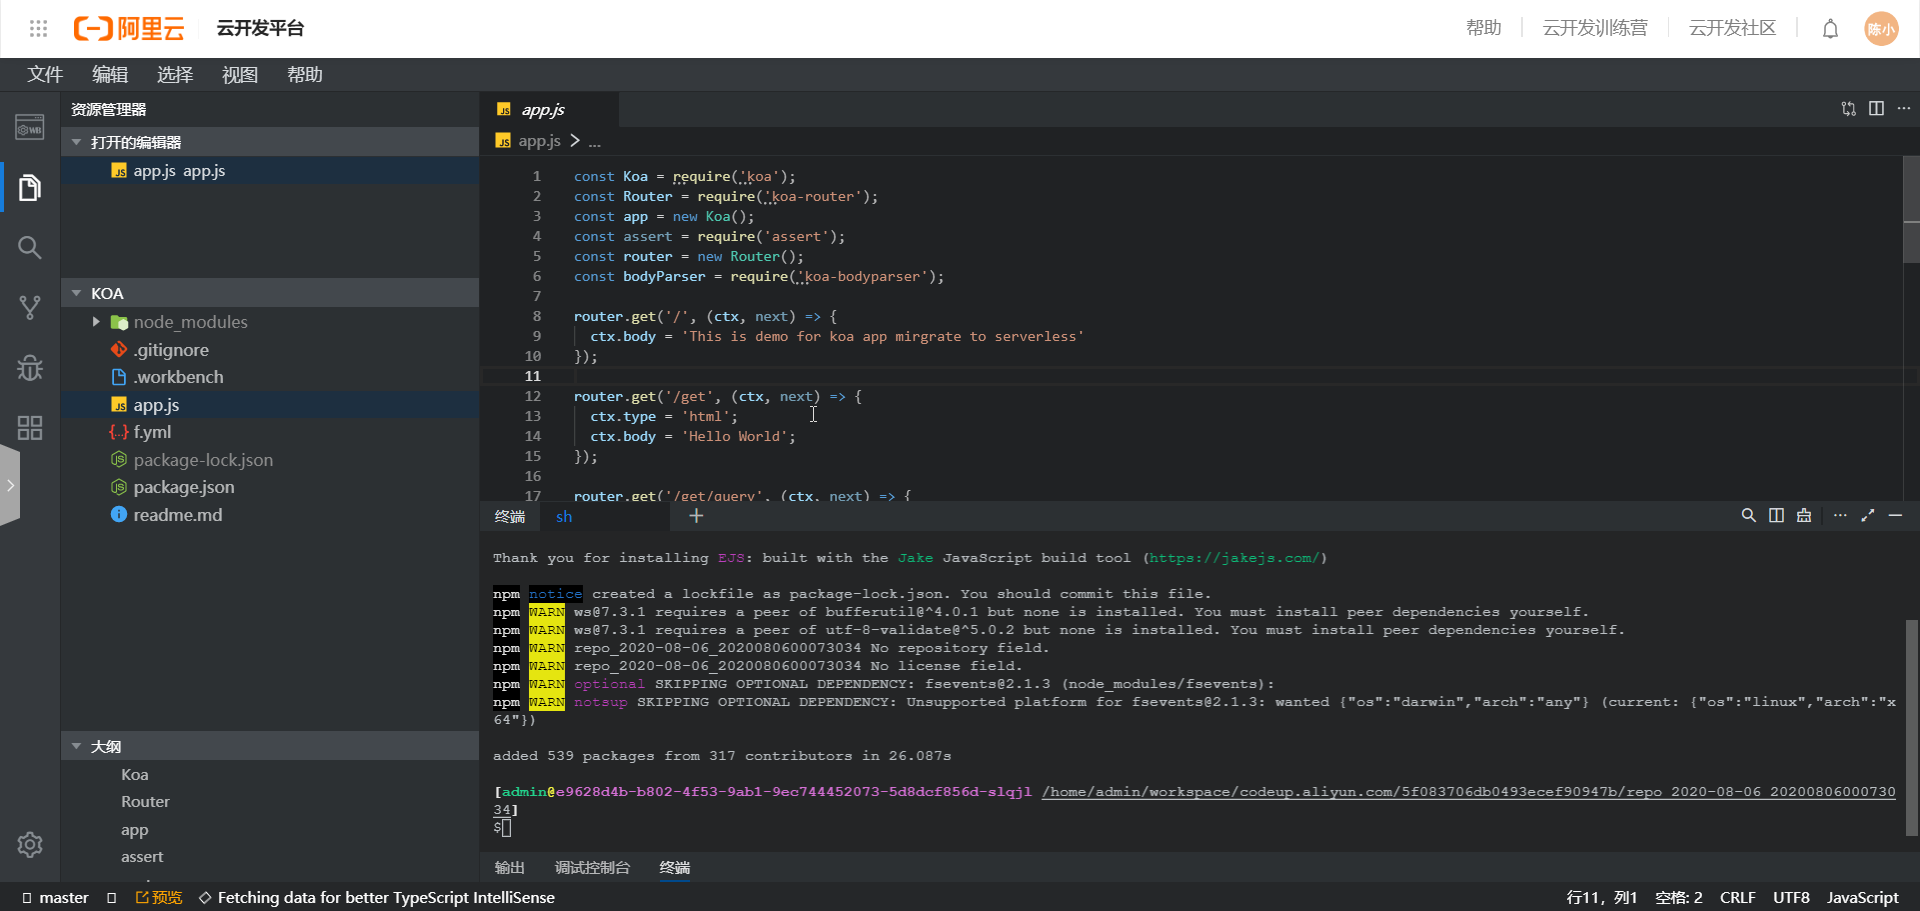 阿里云 云开发平台 帮助 云开发训练营 云开发社区 陈小
文件 编辑 选择 视图 帮助
资源管理器
打开的编辑器
JS app.js app.js
KOA
node_modules
.gitignore
.workbench
JS app.js
{...} f.yml
package-lock.json
package.json
readme.md
大纲
Koa
Router
app
assert
WB
JS app.js
JS app.js > ...
1 const Koa = require('koa');
2 const Router = require('koa-router');
3 const app = new Koa();
4 const assert = require('assert');
5 const router = new Router();
6 const bodyParser = require('koa-bodyparser');
7
8 router.get('/', (ctx, next) => {
9 ctx.body = 'This is demo for koa app mirgrate to serverless'
10 });
11
12 router.get('/get', (ctx, next) => {
13 ctx.type = 'html';
14 ctx.body = 'Hello World';
15 });
16
17 router.get('/get/query', (ctx, next) => {
终端 sh +
Thank you for installing EJS: built with the Jake JavaScript build tool (https://jakejs.com/)
npm notice created a lockfile as package-lock.json. You should commit this file.
npm WARN ws@7.3.1 requires a peer of bufferutil@^4.0.1 but none is installed. You must install peer dependencies yourself.
npm WARN ws@7.3.1 requires a peer of utf-8-validate@^5.0.2 but none is installed. You must install peer dependencies yourself.
npm WARN repo_2020-08-06_2020080600073034 No repository field.
npm WARN repo_2020-08-06_2020080600073034 No license field.
npm WARN optional SKIPPING OPTIONAL DEPENDENCY: fsevents@2.1.3 (node_modules/fsevents):
npm WARN notsup SKIPPING OPTIONAL DEPENDENCY: Unsupported platform for fsevents@2.1.3: wanted {"os":"darwin","arch":"any"} (current: {"os":"linux","arch":"x
64"})
added 539 packages from 317 contributors in 26.087s
[admin@e9628d4b-b802-4f53-9ab1-9ec744452073-5d8dcf856d-slqjl /home/admin/workspace/codeup.aliyun.com/5f083706db0493ecef90947b/repo_2020-08-06_20200806000730
34]
$
输出 调试控制台 终端
master 预览 Fetching data for better TypeScript IntelliSense 行11，列1 空格: 2 CRLF UTF8 JavaScript